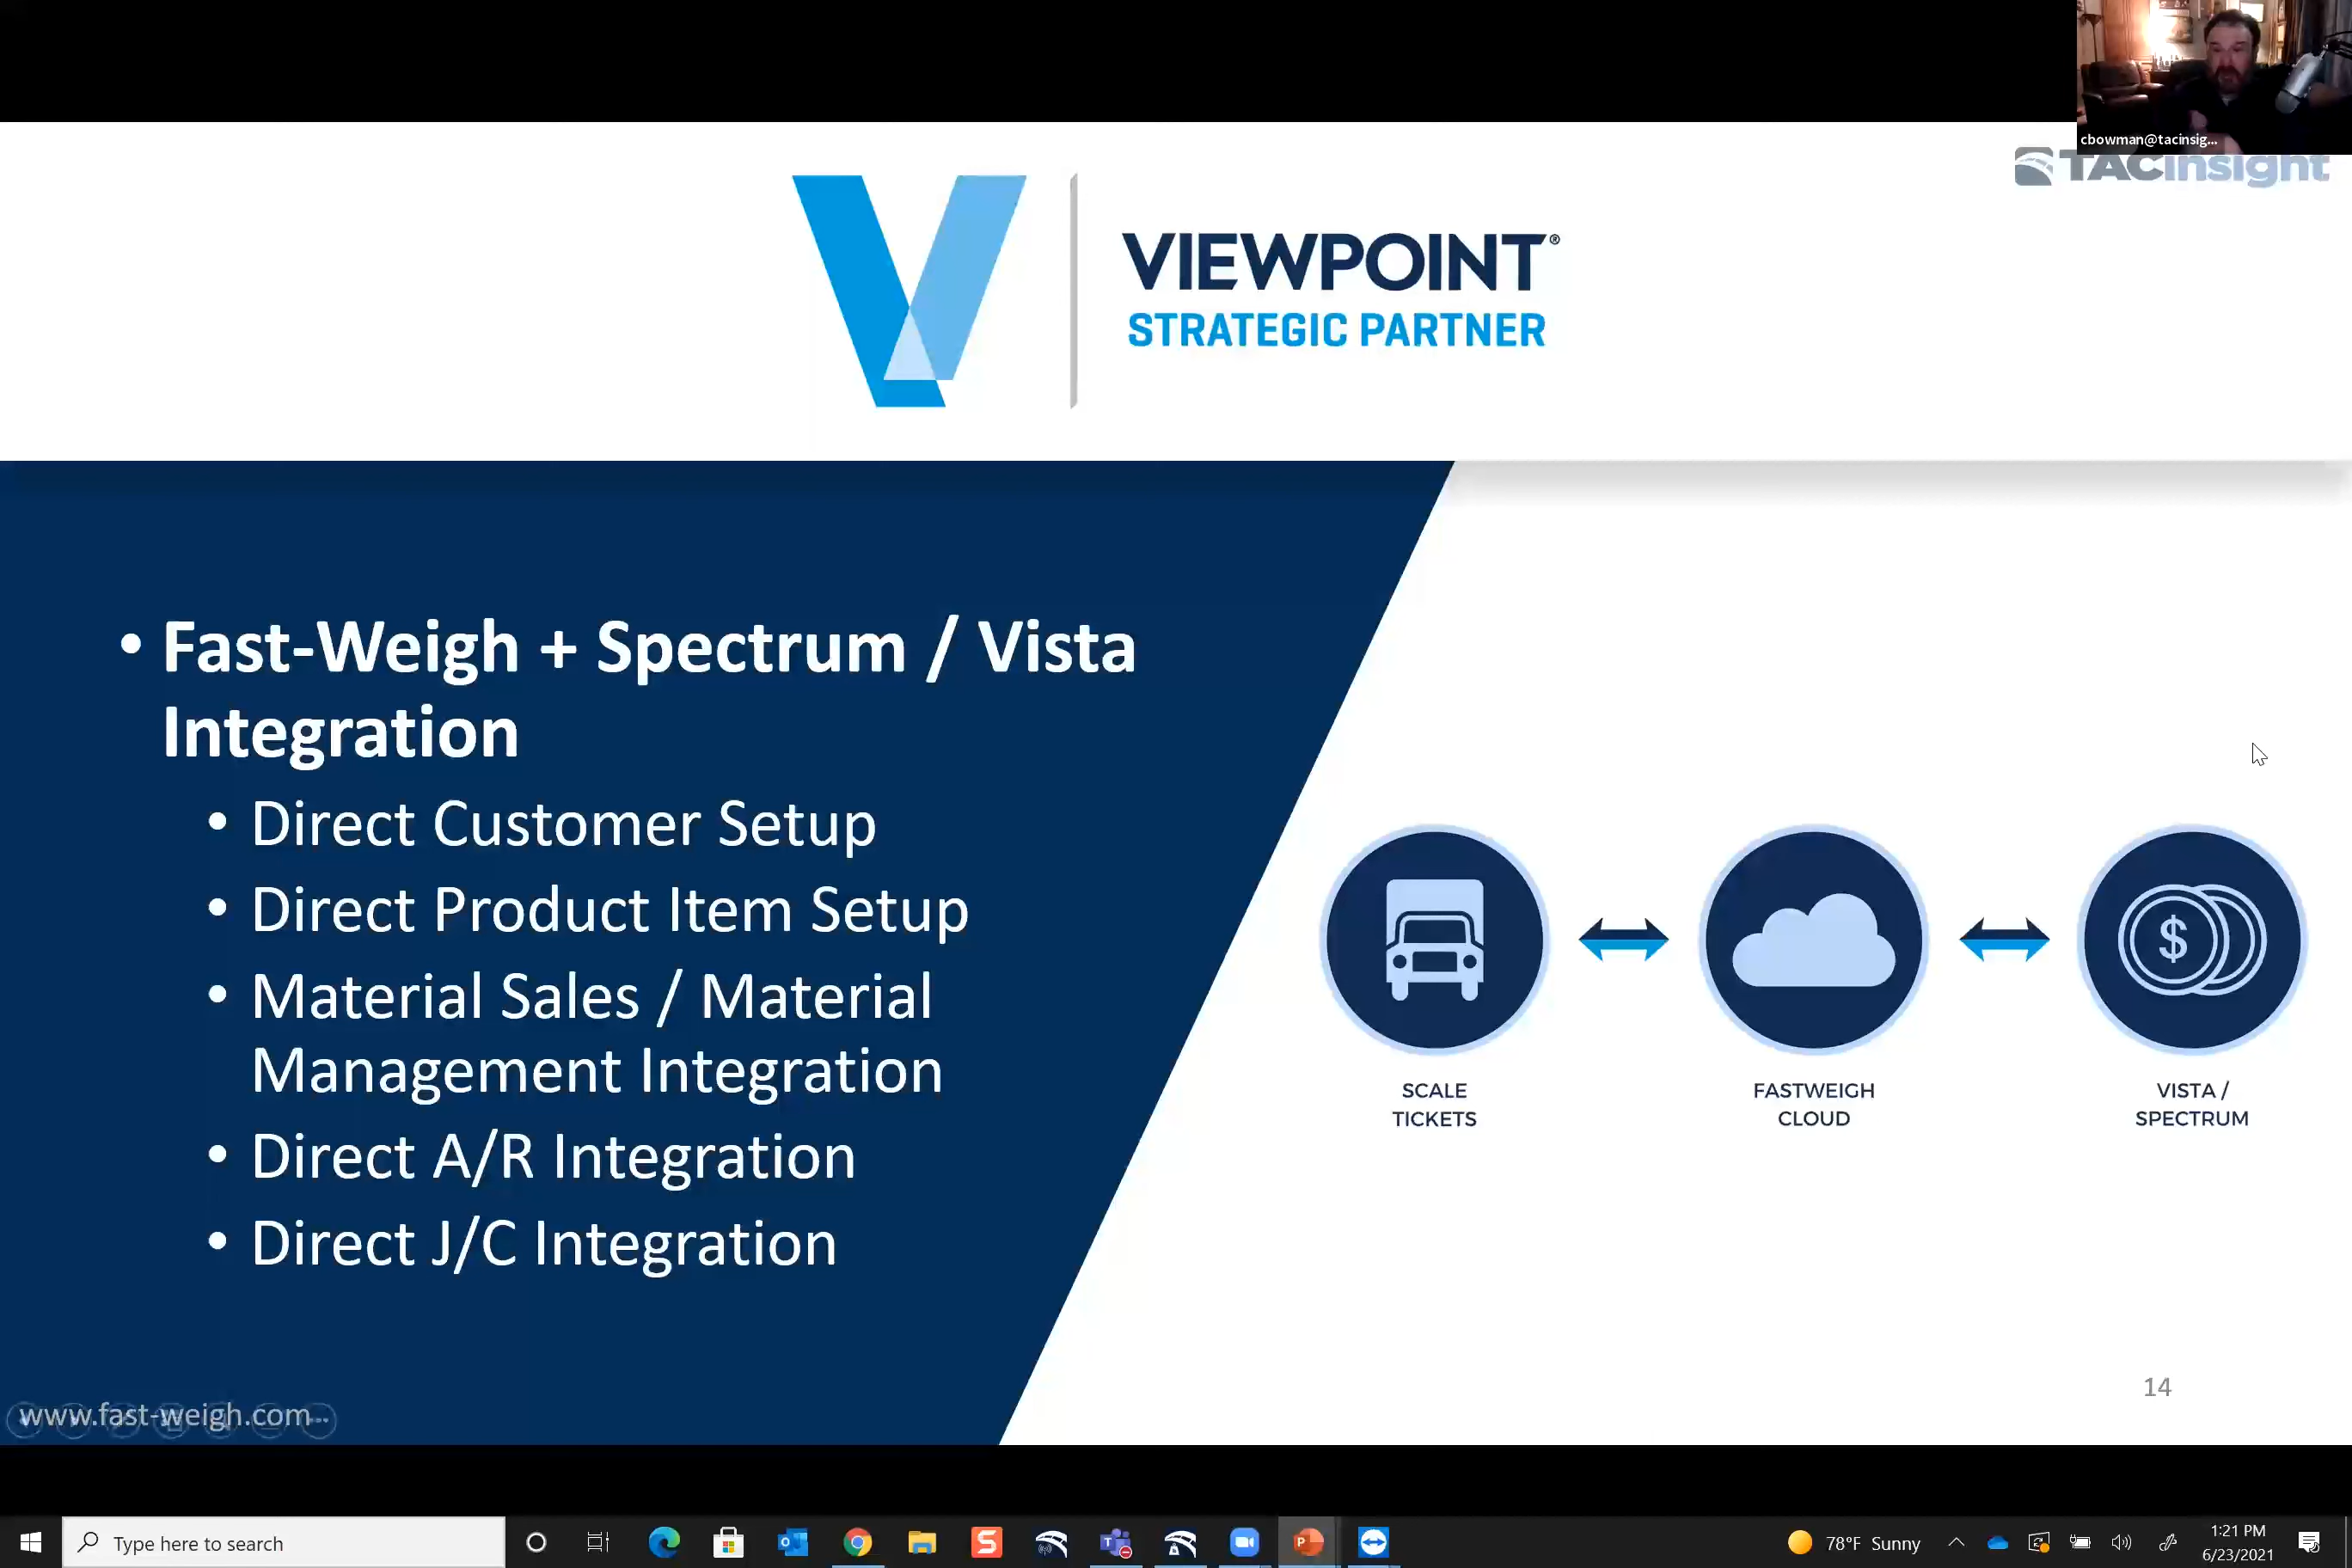 cbowman@tacinsig...
TACinsight
VIEWPOINT®
STRATEGIC PARTNER
• Fast-Weigh + Spectrum / Vista
Integration
• Direct Customer Setup
• Direct Product Item Setup
• Material Sales / Material
Management Integration
• Direct A/R Integration
• Direct J/C Integration
SCALE
TICKETS
FASTWEIGH
CLOUD
$
VISTA /
SPECTRUM
14
www.fast-weigh.com
Type here to search
78°F Sunny
1:21 PM
6/23/2021